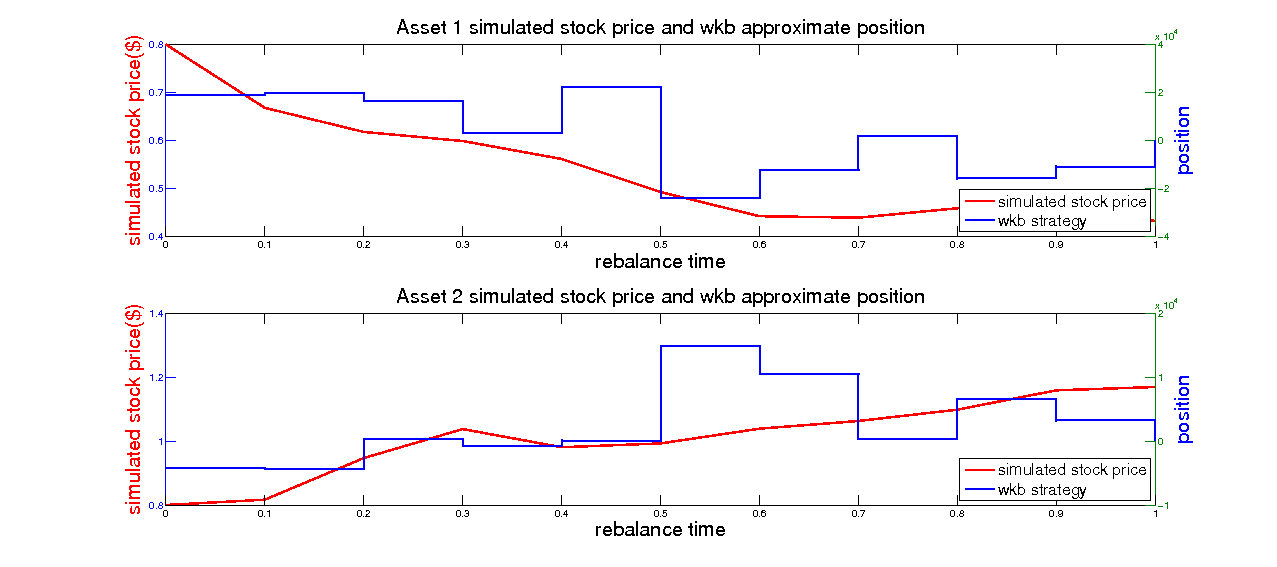 Asset 1 simulated stock price and wkb approximate position
x 10^4
simulated stock price($)
0.8
0.7
0.6
0.5
0.4
4
2
0
-2
-4
position
simulated stock price
wkb strategy
0 0.1 0.2 0.3 0.4 0.5 0.6 0.7 0.8 0.9 1
rebalance time
Asset 2 simulated stock price and wkb approximate position
x 10^4
simulated stock price($)
1.4
1.2
1
0.8
2
1
0
-1
position
simulated stock price
wkb strategy
0 0.1 0.2 0.3 0.4 0.5 0.6 0.7 0.8 0.9 1
rebalance time